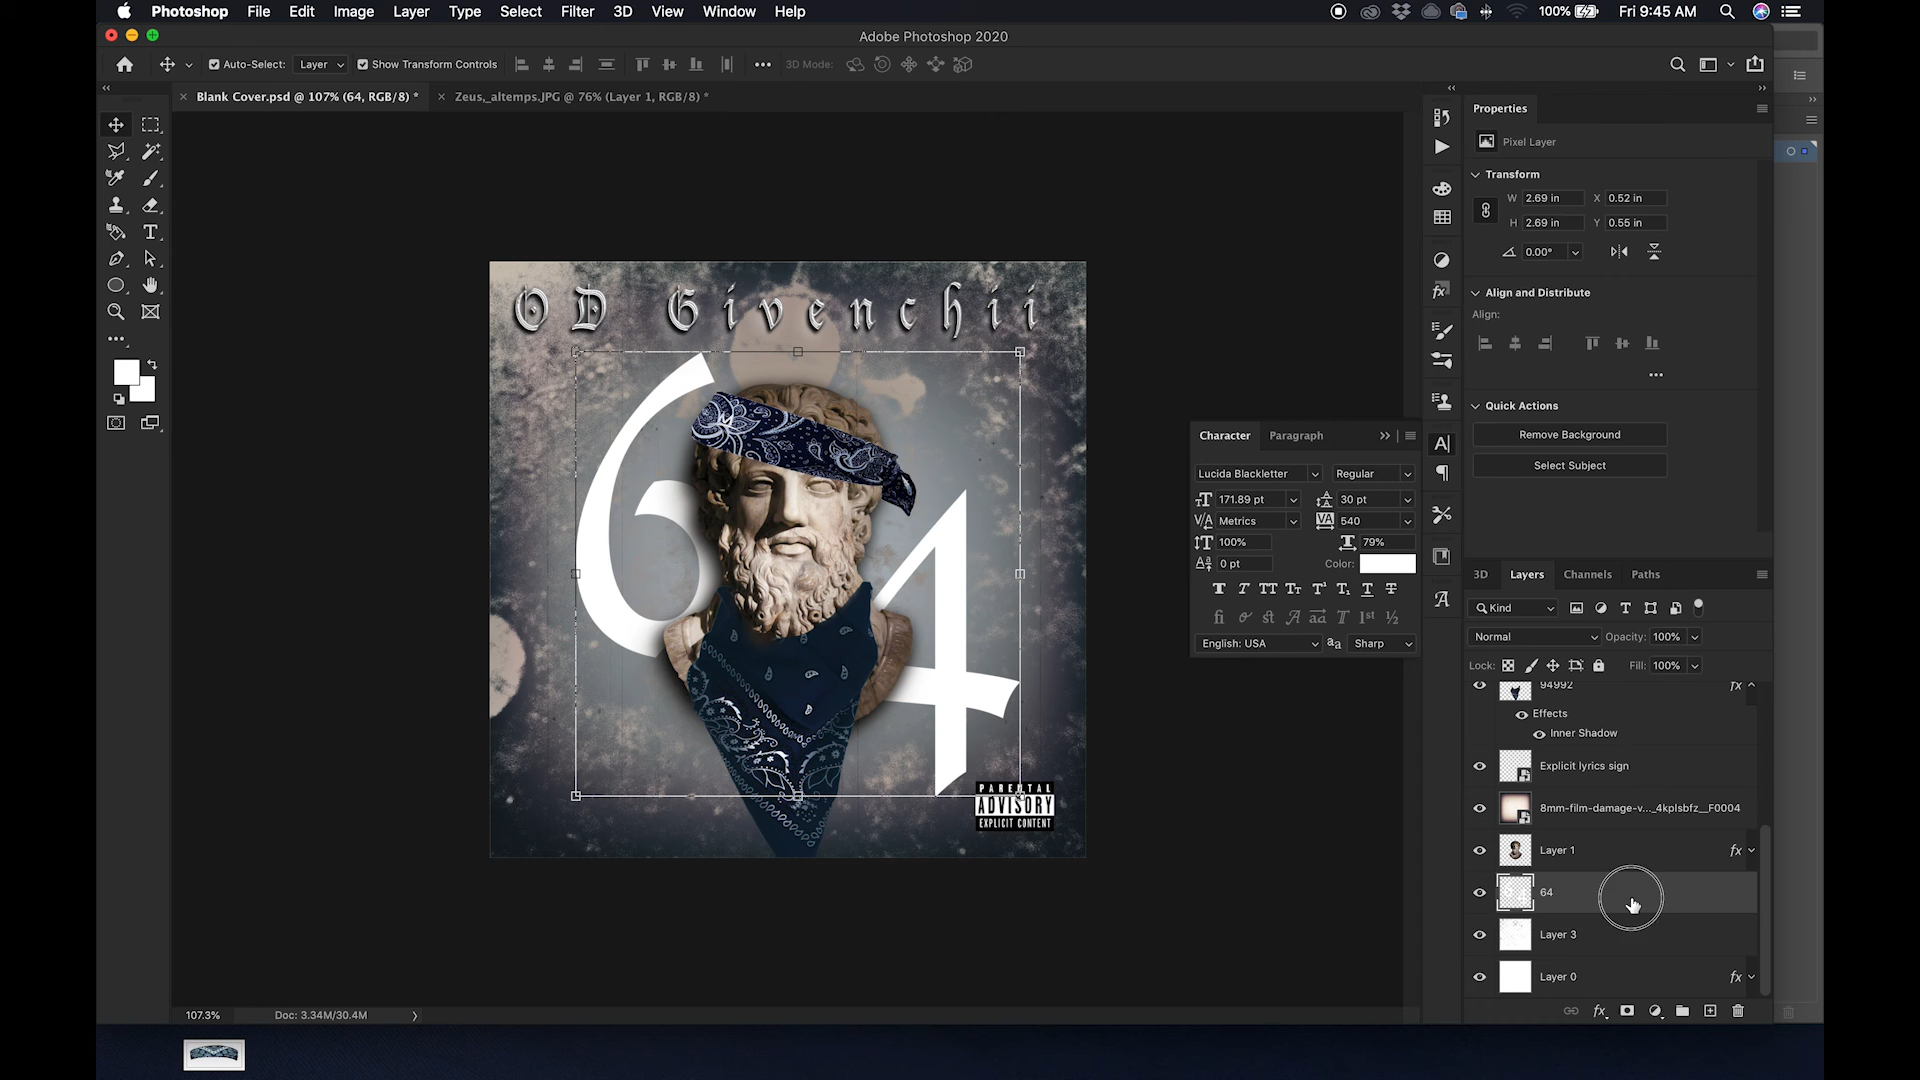 Photoshop File Edit Image Layer Type Select Filter 3D View Window Help
100% Fri 9:45 AM
Adobe Photoshop 2020
Auto-Select: Layer Show Transform Controls 3D Mode:
Blank Cover.psd @ 107% (64, RGB/8) *
Zeus,_altemps.JPG @ 76% (Layer 1, RGB/8) *
Properties
Pixel Layer
Transform
W 2.69 in X 0.52 in
H 2.69 in Y 0.55 in
0.00°
Align and Distribute
Align:
Quick Actions
Remove Background
Select Subject
OD Givenchii
64
PARENTAL
ADVISORY
EXPLICIT CONTENT
Character Paragraph
Lucida Blackletter Regular
171.89 pt 30 pt
Metrics 540
100% 79%
0 pt Color:
English: USA Sharp
3D Layers Channels Paths
Kind
Normal Opacity: 100%
Lock: Fill: 100%
94992
Effects
Inner Shadow
Explicit lyrics sign
8mm-film-damage-v..._4kplsbfz__F0004
Layer 1
64
Layer 3
Layer 0
107.3% Doc: 3.34M/30.4M